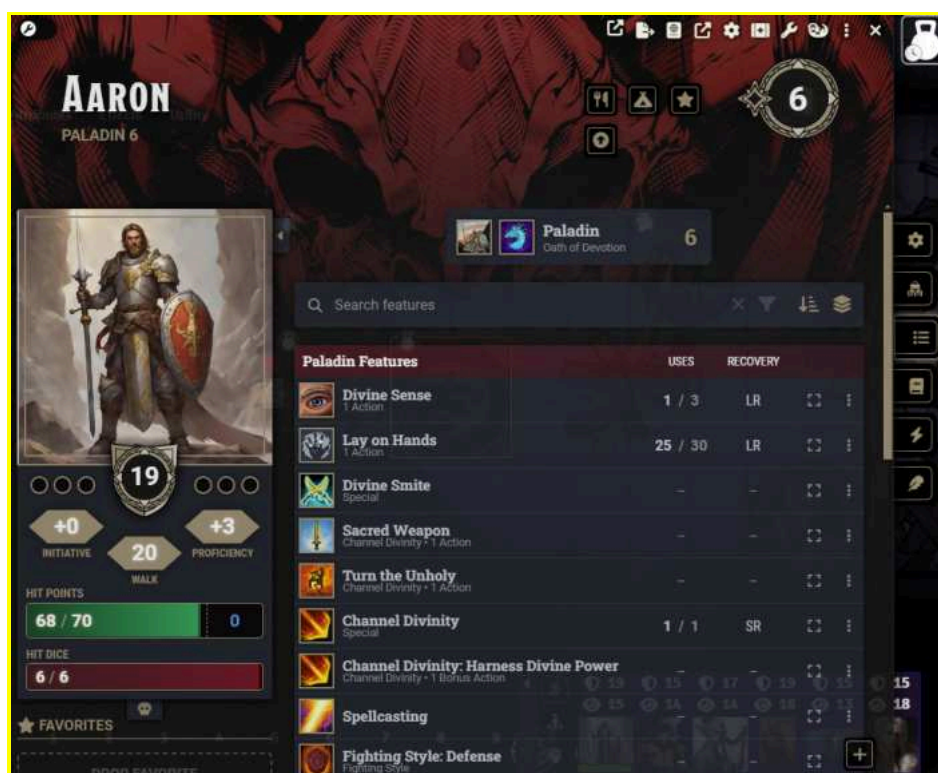 AARON
PALADIN 6
6
Paladin
Oath of Devotion
6
Search features
Paladin Features USES RECOVERY
Divine Sense
1 Action
1 / 3 LR
Lay on Hands
1 Action
25 / 30 LR
Divine Smite
Special
– –
Sacred Weapon
Channel Divinity • 1 Action
– –
Turn the Unholy
Channel Divinity • 1 Action
– –
Channel Divinity
Special
1 / 1 SR
Channel Divinity: Harness Divine Power
Channel Divinity • 1 Bonus Action
– –
Spellcasting
– –
Fighting Style: Defense
Fighting Style
19
+0
INITIATIVE
20
WALK
+3
PROFICIENCY
HIT POINTS
68 / 70 0
HIT DICE
6 / 6
FAVORITES
15
18